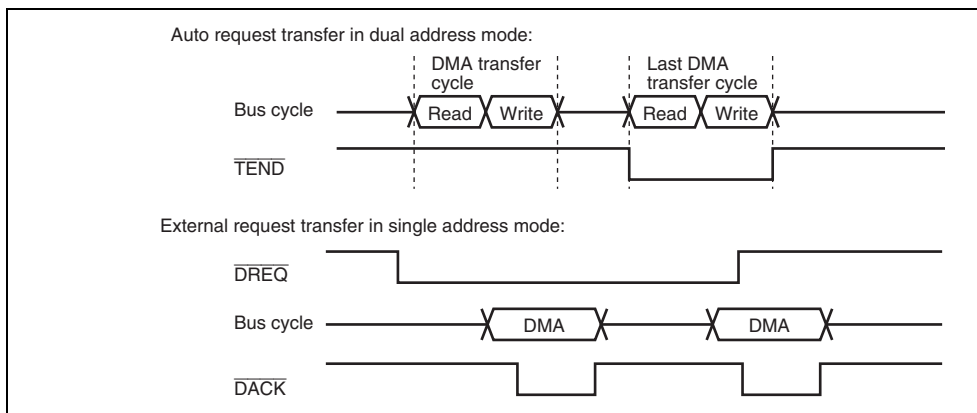 Auto request transfer in dual address mode:
DMA transfer
cycle
Last DMA
transfer cycle
Bus cycle
Read
Write
Read
Write
TEND
External request transfer in single address mode:
DREQ
Bus cycle
DMA
DMA
DACK